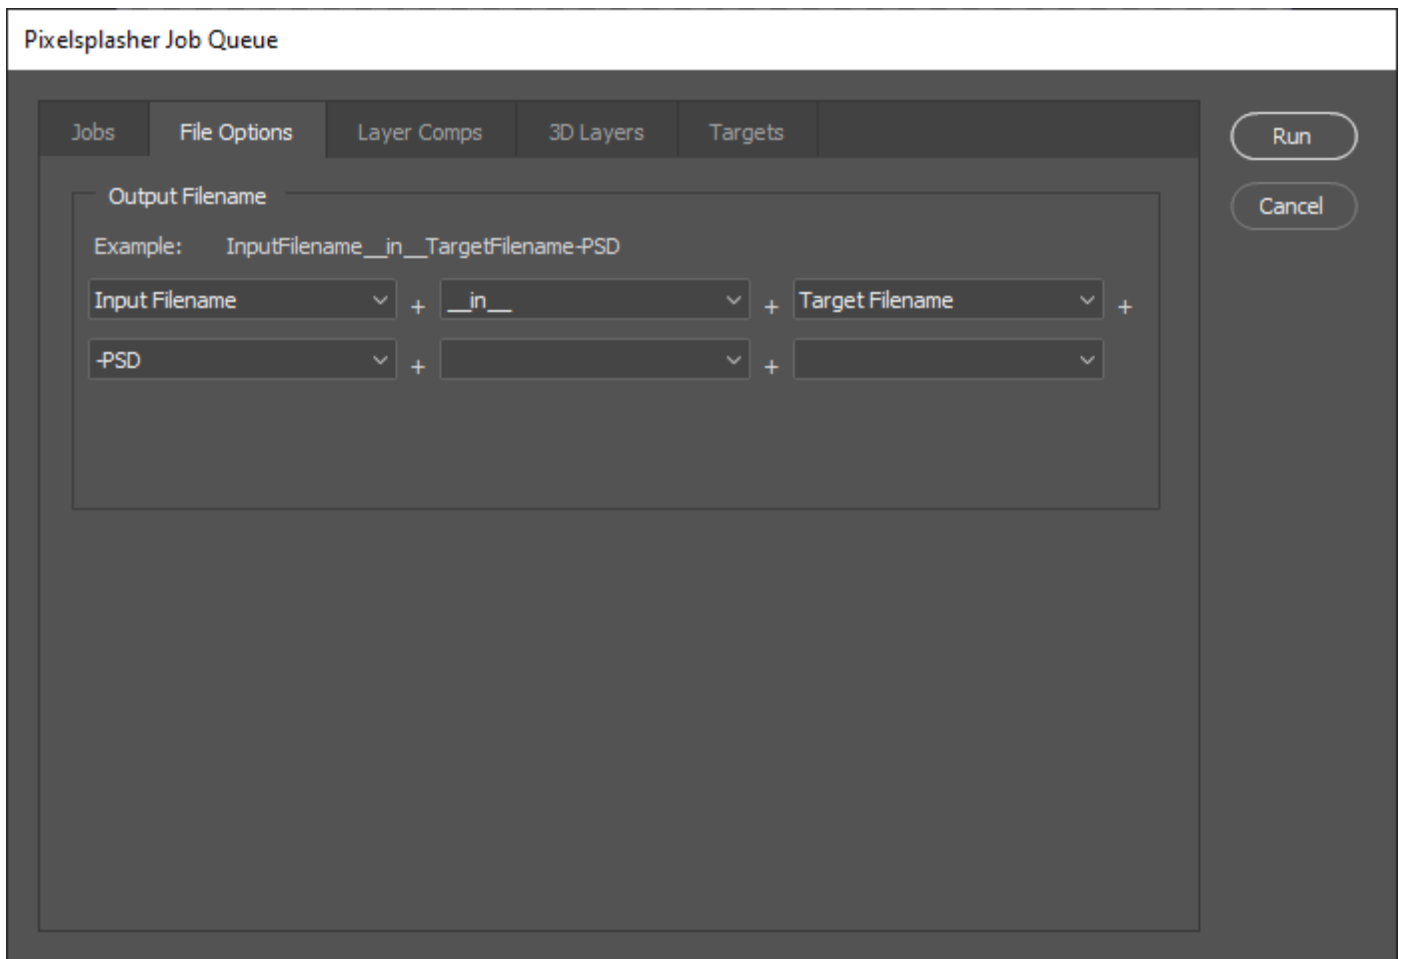 Pixelsplasher Job Queue
Jobs File Options Layer Comps 3D Layers Targets
Run
Cancel
Output Filename
Example: InputFilename__in__TargetFilename-PSD
Input Filename + __in__ + Target Filename +
-PSD + +